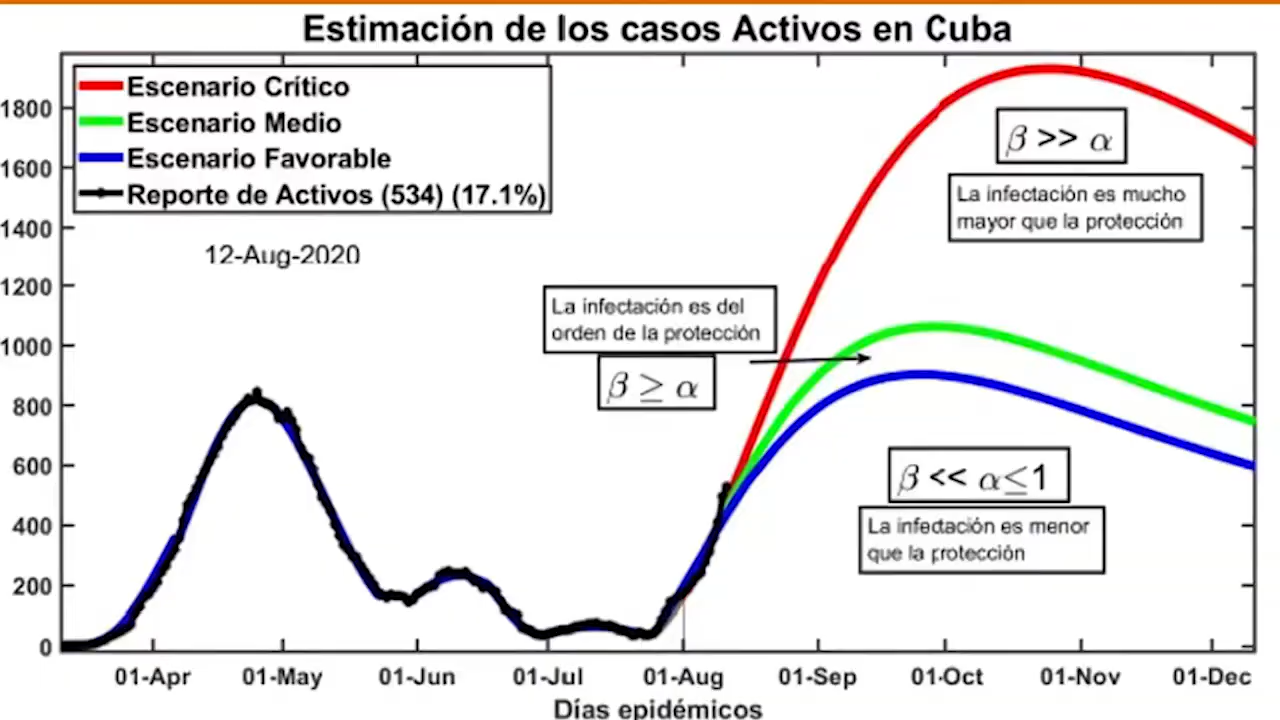 Estimación de los casos Activos en Cuba
Escenario Crítico
Escenario Medio
Escenario Favorable
Reporte de Activos (534) (17.1%)
12-Aug-2020
1800
1600
1400
1200
1000
800
600
400
200
0
β >> α
La infectación es mucho
mayor que la protección
La infectación es del
orden de la protección
β ≥ α
β << α≤1
La infectación es menor
que la protección
01-Apr 01-May 01-Jun 01-Jul 01-Aug 01-Sep 01-Oct 01-Nov 01-Dec
Días epidémicos